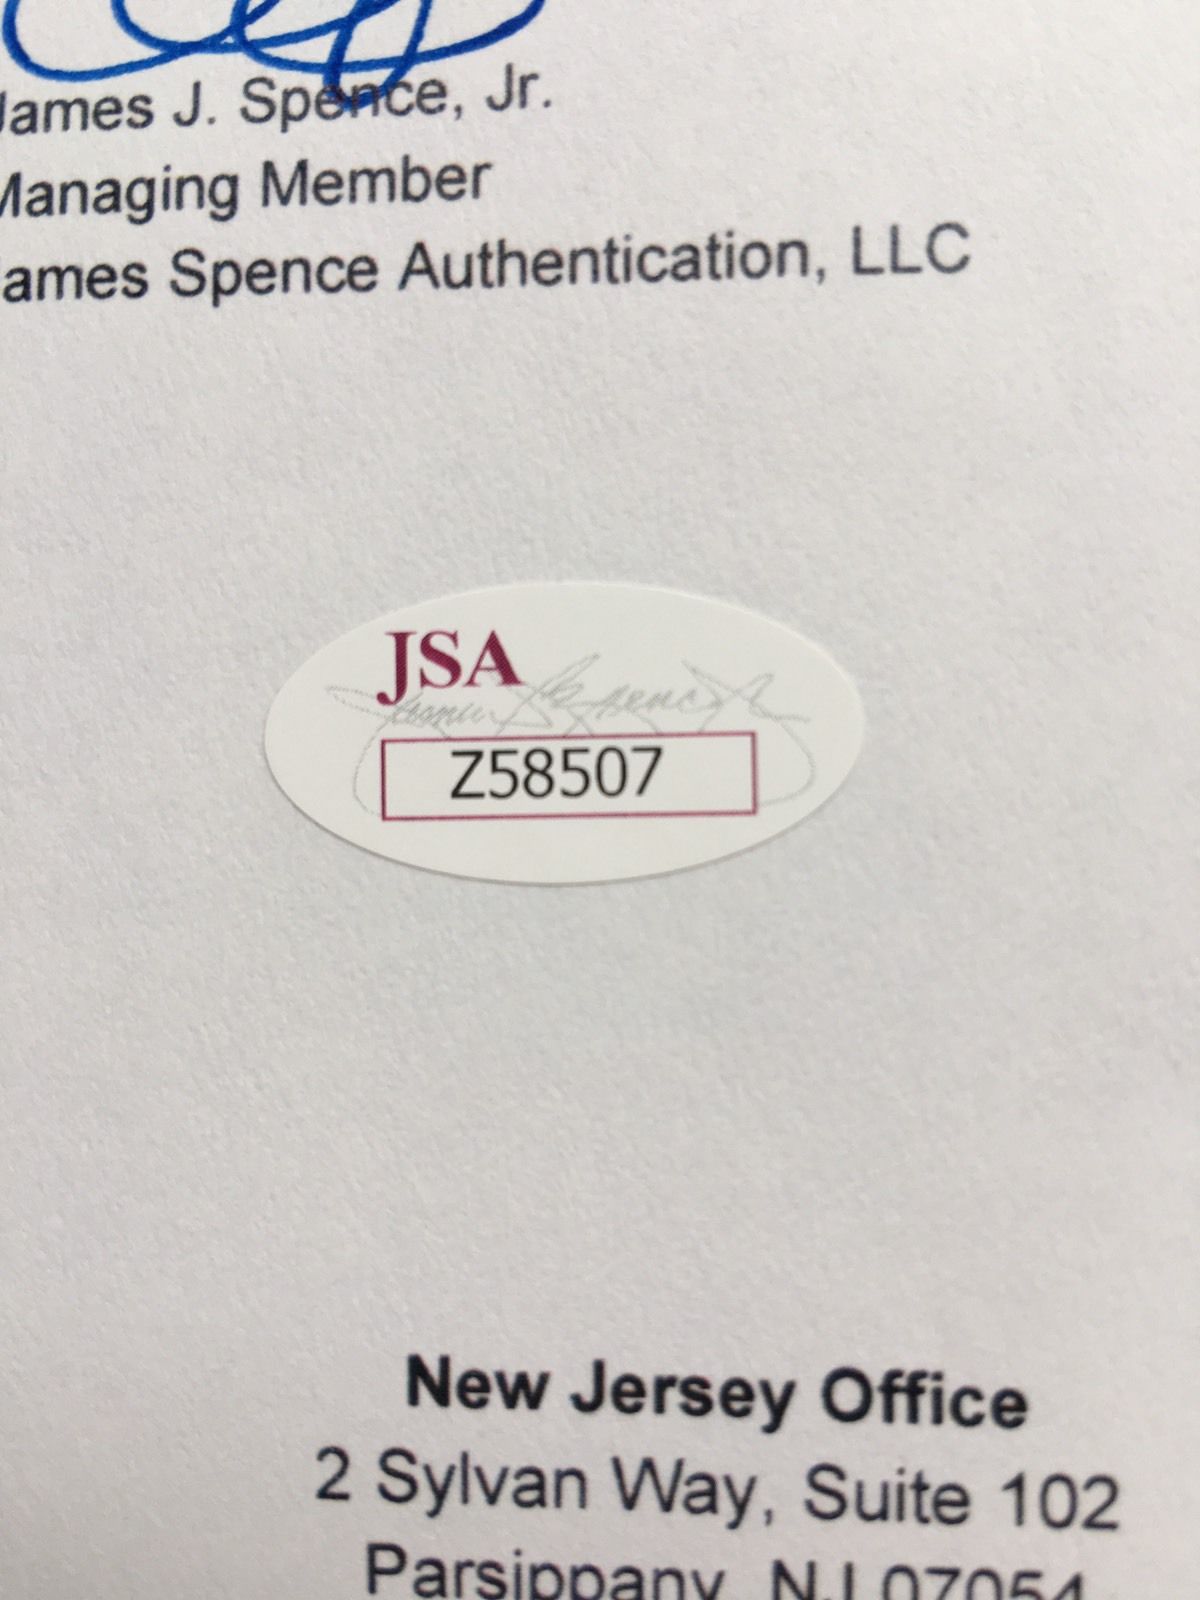 James J. Spence, Jr.
Managing Member
James Spence Authentication, LLC
JSA
Z58507
New Jersey Office
2 Sylvan Way, Suite 102
Parsippany, NJ 07054